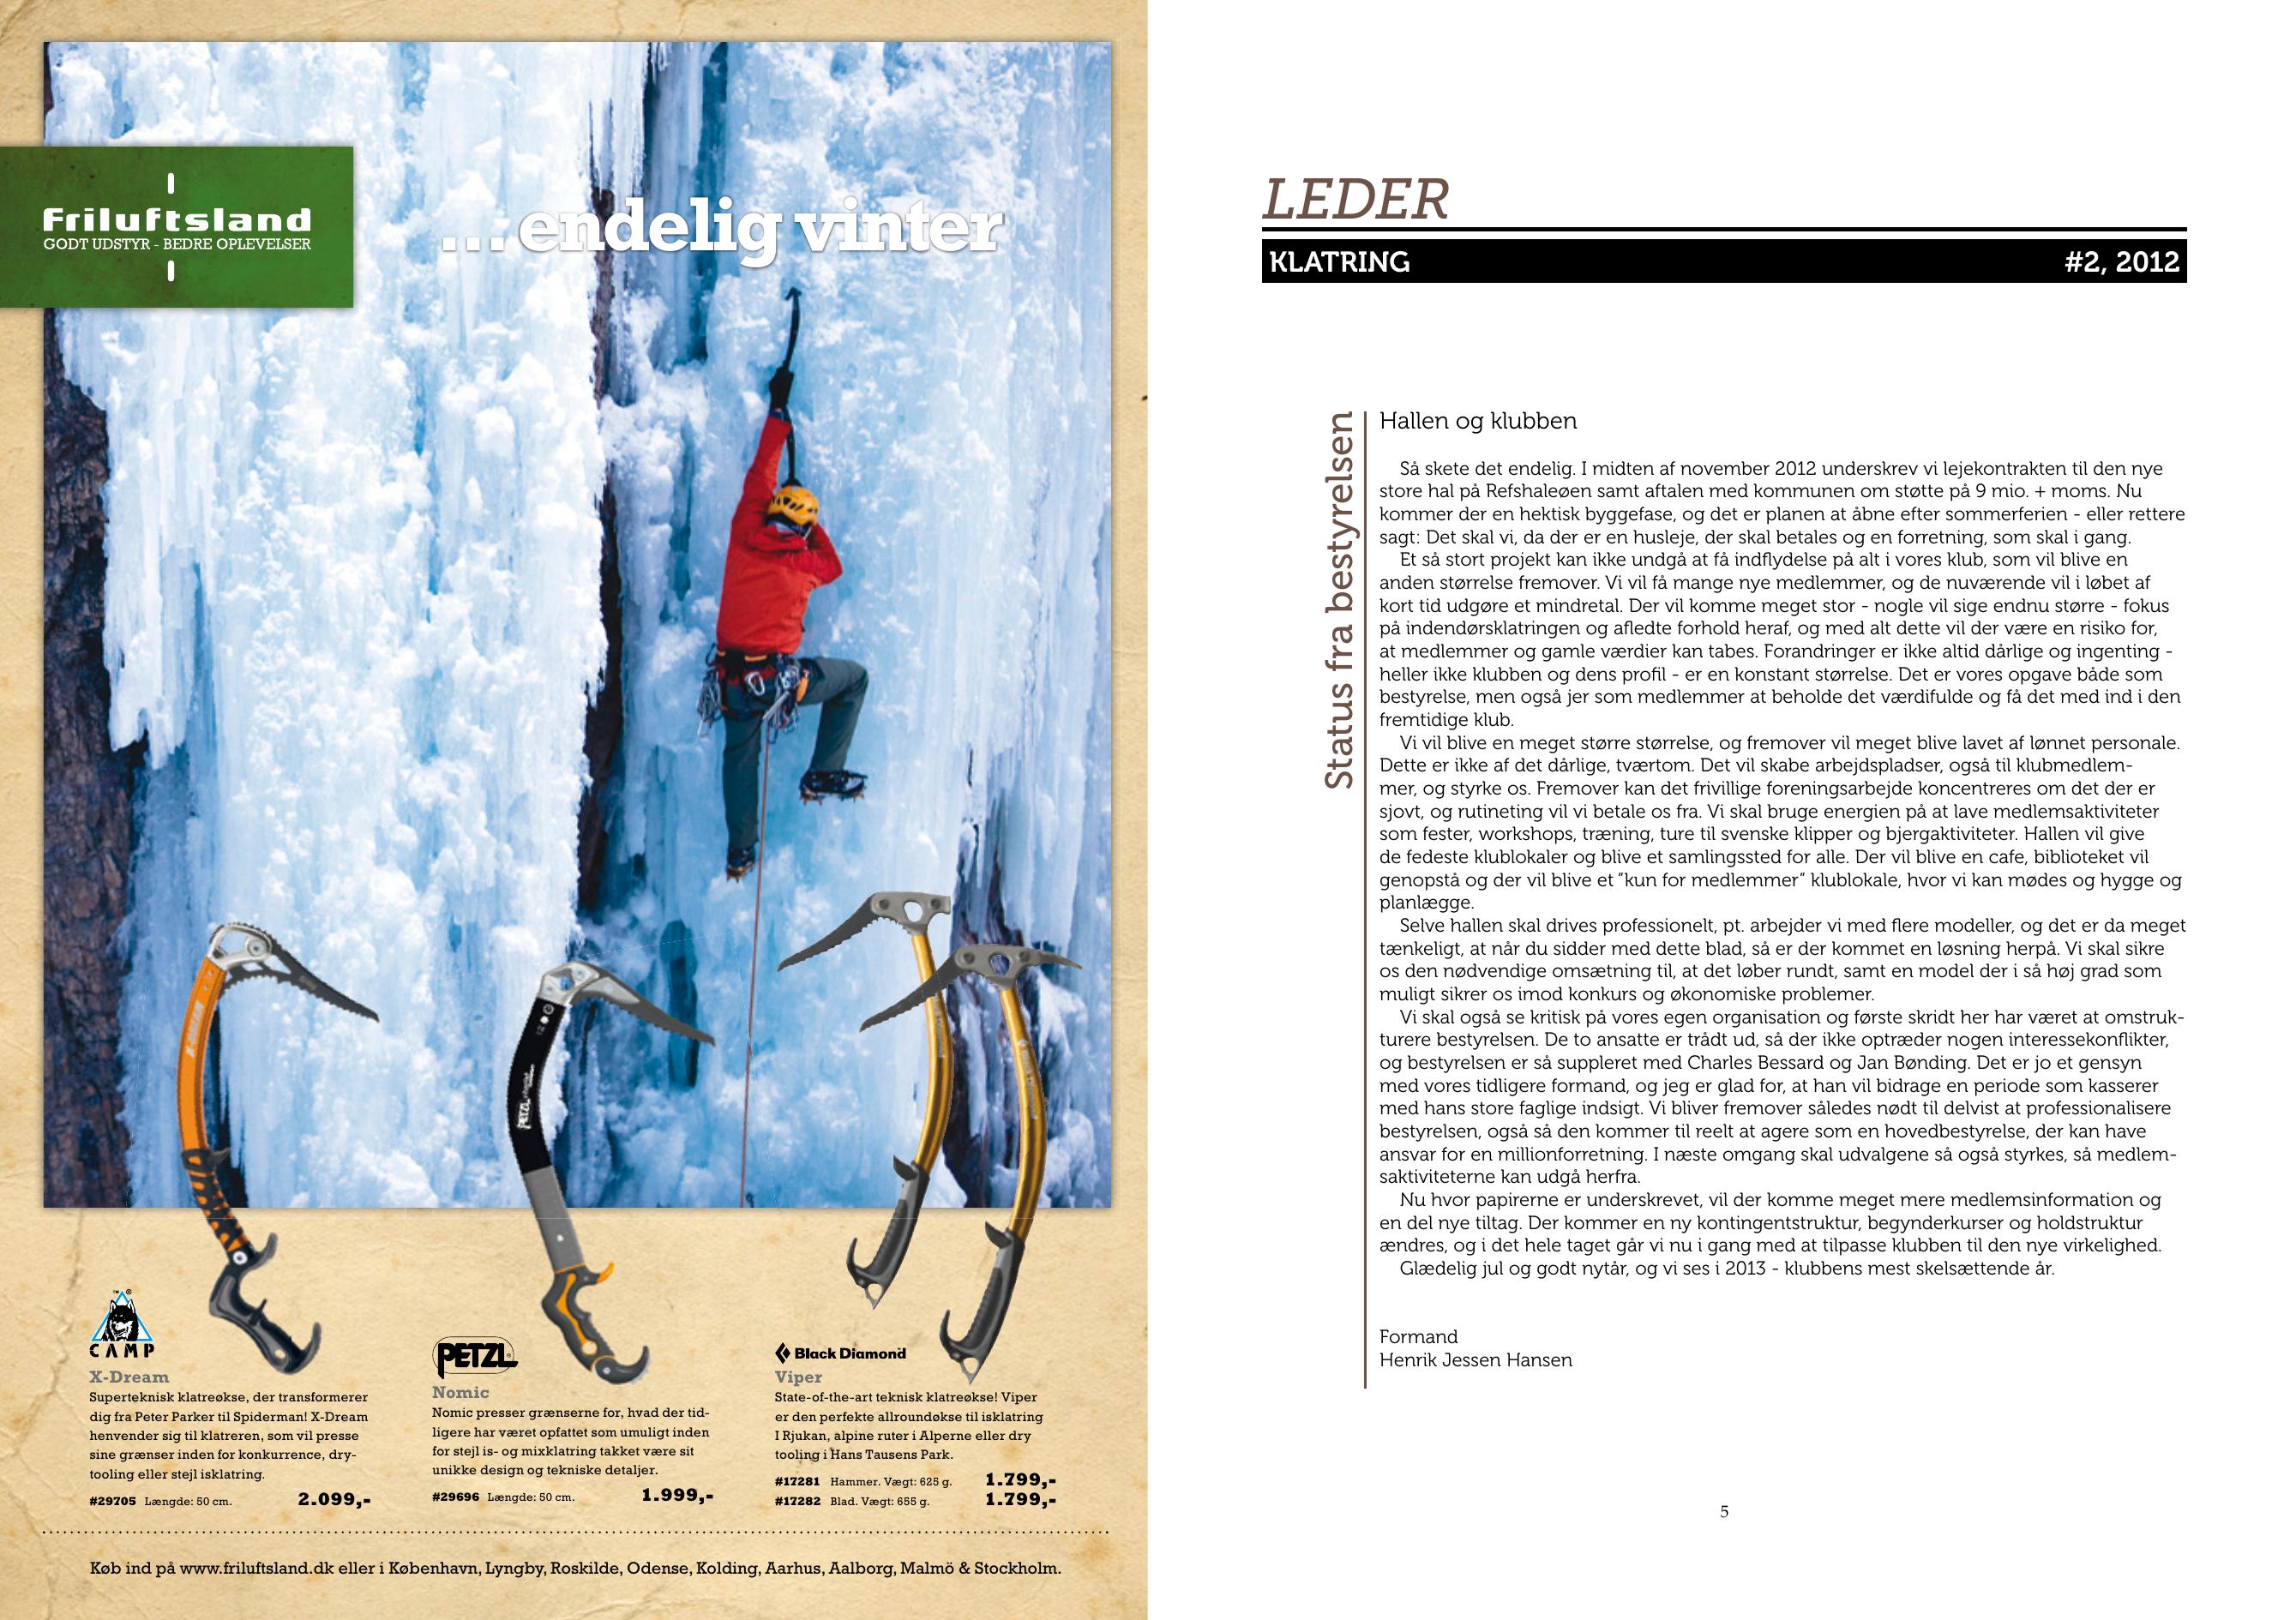 Friluftsland
GODT UDSTYR - BEDRE OPLEVELSER
...endelig vinter
CAMP
X-Dream
Superteknisk klatreøkse, der transformerer
dig fra Peter Parker til Spiderman! X-Dream
henvender sig til klatreren, som vil presse
sine grænser inden for konkurrence, dry-
tooling eller stejl isklatring.
#29705 Længde: 50 cm. 2.099,-
PETZL
Nomic
Nomic presser grænserne for, hvad der tid-
ligere har været opfattet som umuligt inden
for stejl is- og mixklatring takket være sit
unikke design og tekniske detaljer.
#29696 Længde: 50 cm. 1.999,-
Black Diamond
Viper
State-of-the-art teknisk klatreøkse! Viper
er den perfekte allroundøkse til isklatring
I Rjukan, alpine ruter i Alperne eller dry
tooling i Hans Tausens Park.
#17281 Hammer. Vægt: 625 g. 1.799,-
#17282 Blad. Vægt: 655 g. 1.799,-
Køb ind på www.friluftsland.dk eller i København, Lyngby, Roskilde, Odense, Kolding, Aarhus, Aalborg, Malmö & Stockholm.
LEDER
KLATRING #2, 2012
Status fra bestyrelsen
Hallen og klubben
Så skete det endelig. I midten af november 2012 underskrev vi lejekontrakten til den nye
store hal på Refshaleøen samt aftalen med kommunen om støtte på 9 mio. + moms. Nu
kommer der en hektisk byggefase, og det er planen at åbne efter sommerferien - eller rettere
sagt: Det skal vi, da der er en husleje, der skal betales og en forretning, som skal i gang.
Et så stort projekt kan ikke undgå at få indflydelse på alt i vores klub, som vil blive en
anden størrelse fremover. Vi vil få mange nye medlemmer, og de nuværende vil i løbet af
kort tid udgøre et mindretal. Der vil komme meget stor - nogle vil sige endnu større - fokus
på indendørsklatringen og afledte forhold heraf, og med alt dette vil der være en risiko for,
at medlemmer og gamle værdier kan tabes. Forandringer er ikke altid dårlige og ingenting -
heller ikke klubben og dens profil - er en konstant størrelse. Det er vores opgave både som
bestyrelse, men også jer som medlemmer at beholde det værdifulde og få det med ind i den
fremtidige klub.
Vi vil blive en meget større størrelse, og fremover vil meget blive lavet af lønnet personale.
Dette er ikke af det dårlige, tværtom. Det vil skabe arbejdspladser, også til klubmedlem-
mer, og styrke os. Fremover kan det frivillige foreningsarbejde koncentreres om det der er
sjovt, og rutineting vil vi betale os fra. Vi skal bruge energien på at lave medlemsaktiviteter
som fester, workshops, træning, ture til svenske klipper og bjergaktiviteter. Hallen vil give
de fedeste klublokaler og blive et samlingssted for alle. Der vil blive en cafe, biblioteket vil
genopstå og der vil blive et "kun for medlemmer" klublokale, hvor vi kan mødes og hygge og
planlægge.
Selve hallen skal drives professionelt, pt. arbejder vi med flere modeller, og det er da meget
tænkeligt, at når du sidder med dette blad, så er der kommet en løsning herpå. Vi skal sikre
os den nødvendige omsætning til, at det løber rundt, samt en model der i så høj grad som
muligt sikrer os imod konkurs og økonomiske problemer.
Vi skal også se kritisk på vores egen organisation og første skridt her har været at omstruk-
turere bestyrelsen. De to ansatte er trådt ud, så der ikke optræder nogen interessekonflikter,
og bestyrelsen er så suppleret med Charles Bessard og Jan Bønding. Det er jo et gensyn
med vores tidligere formand, og jeg er glad for, at han vil bidrage en periode som kasserer
med hans store faglige indsigt. Vi bliver fremover således nødt til delvist at professionalisere
bestyrelsen, også så den kommer til reelt at agere som en hovedbestyrelse, der kan have
ansvar for en millionforretning. I næste omgang skal udvalgene så også styrkes, så medlem-
saktiviteterne kan udgå herfra.
Nu hvor papirerne er underskrevet, vil der komme meget mere medlemsinformation og
en del nye tiltag. Der kommer en ny kontingentstruktur, begynderkurser og holdstruktur
ændres, og i det hele taget går vi nu i gang med at tilpasse klubben til den nye virkelighed.
Glædelig jul og godt nytår, og vi ses i 2013 - klubbens mest skelsættende år.
Formand
Henrik Jessen Hansen
5